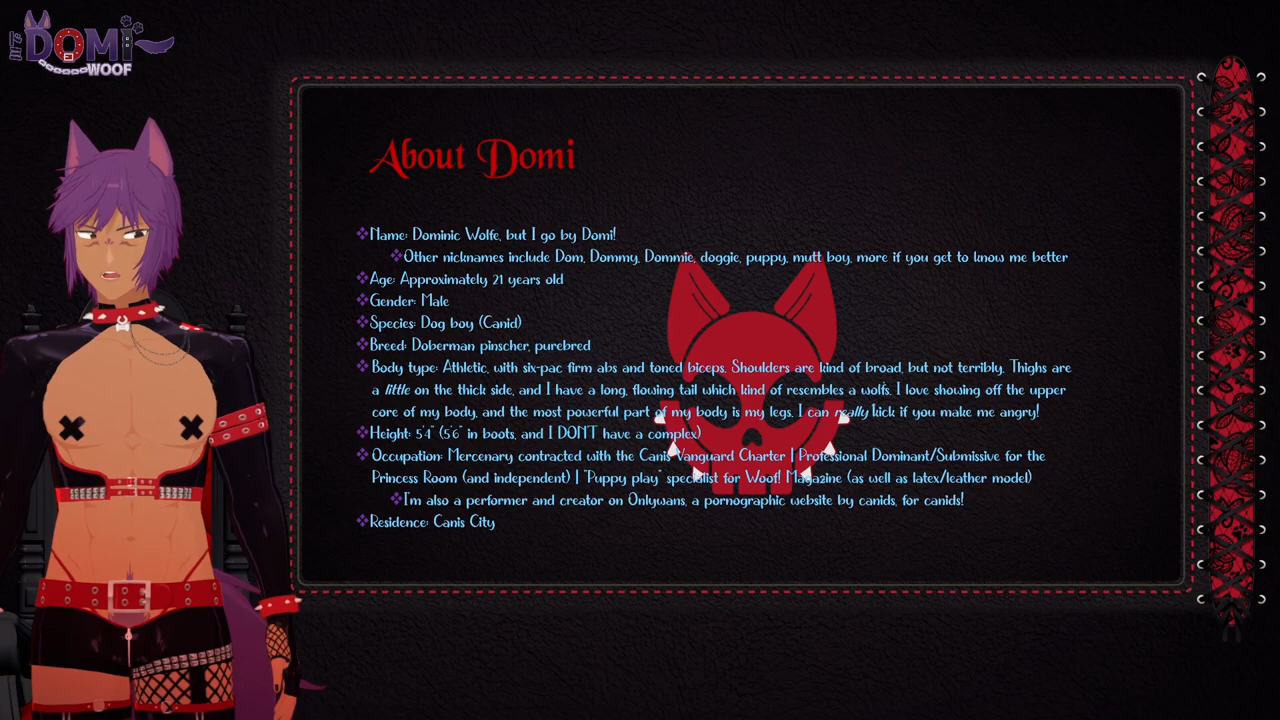 IT'S
DOMI
WOOF
About Domi
Name: Dominic Wolfe, but I go by Domi!
Other nicknames include Dom, Dommy, Dommie, doggie, puppy, mutt boy, more if you get to know me better
Age: Approximately 21 years old
Gender: Male
Species: Dog boy (Canid)
Breed: Doberman pinscher, purebred
Body type: Athletic, with six-pac firm abs and toned biceps. Shoulders are kind of broad, but not terribly. Thighs are
a little on the thick side, and I have a long, flowing tail which kind of resembles a wolf's. I love showing off the upper
core of my body, and the most powerful part of my body is my legs. I can really kick if you make me angry!
Height: 5'4" (5'6" in boots, and I DON'T have a complex)
Occupation: Mercenary contracted with the Canis Vanguard Charter | Professional Dominant/Submissive for the
Princess Room (and independent) | "Puppy play" specialist for Woof! Magazine (as well as latex/leather model)
I'm also a performer and creator on Onlywans, a pornographic website by canids, for canids!
Residence: Canis City